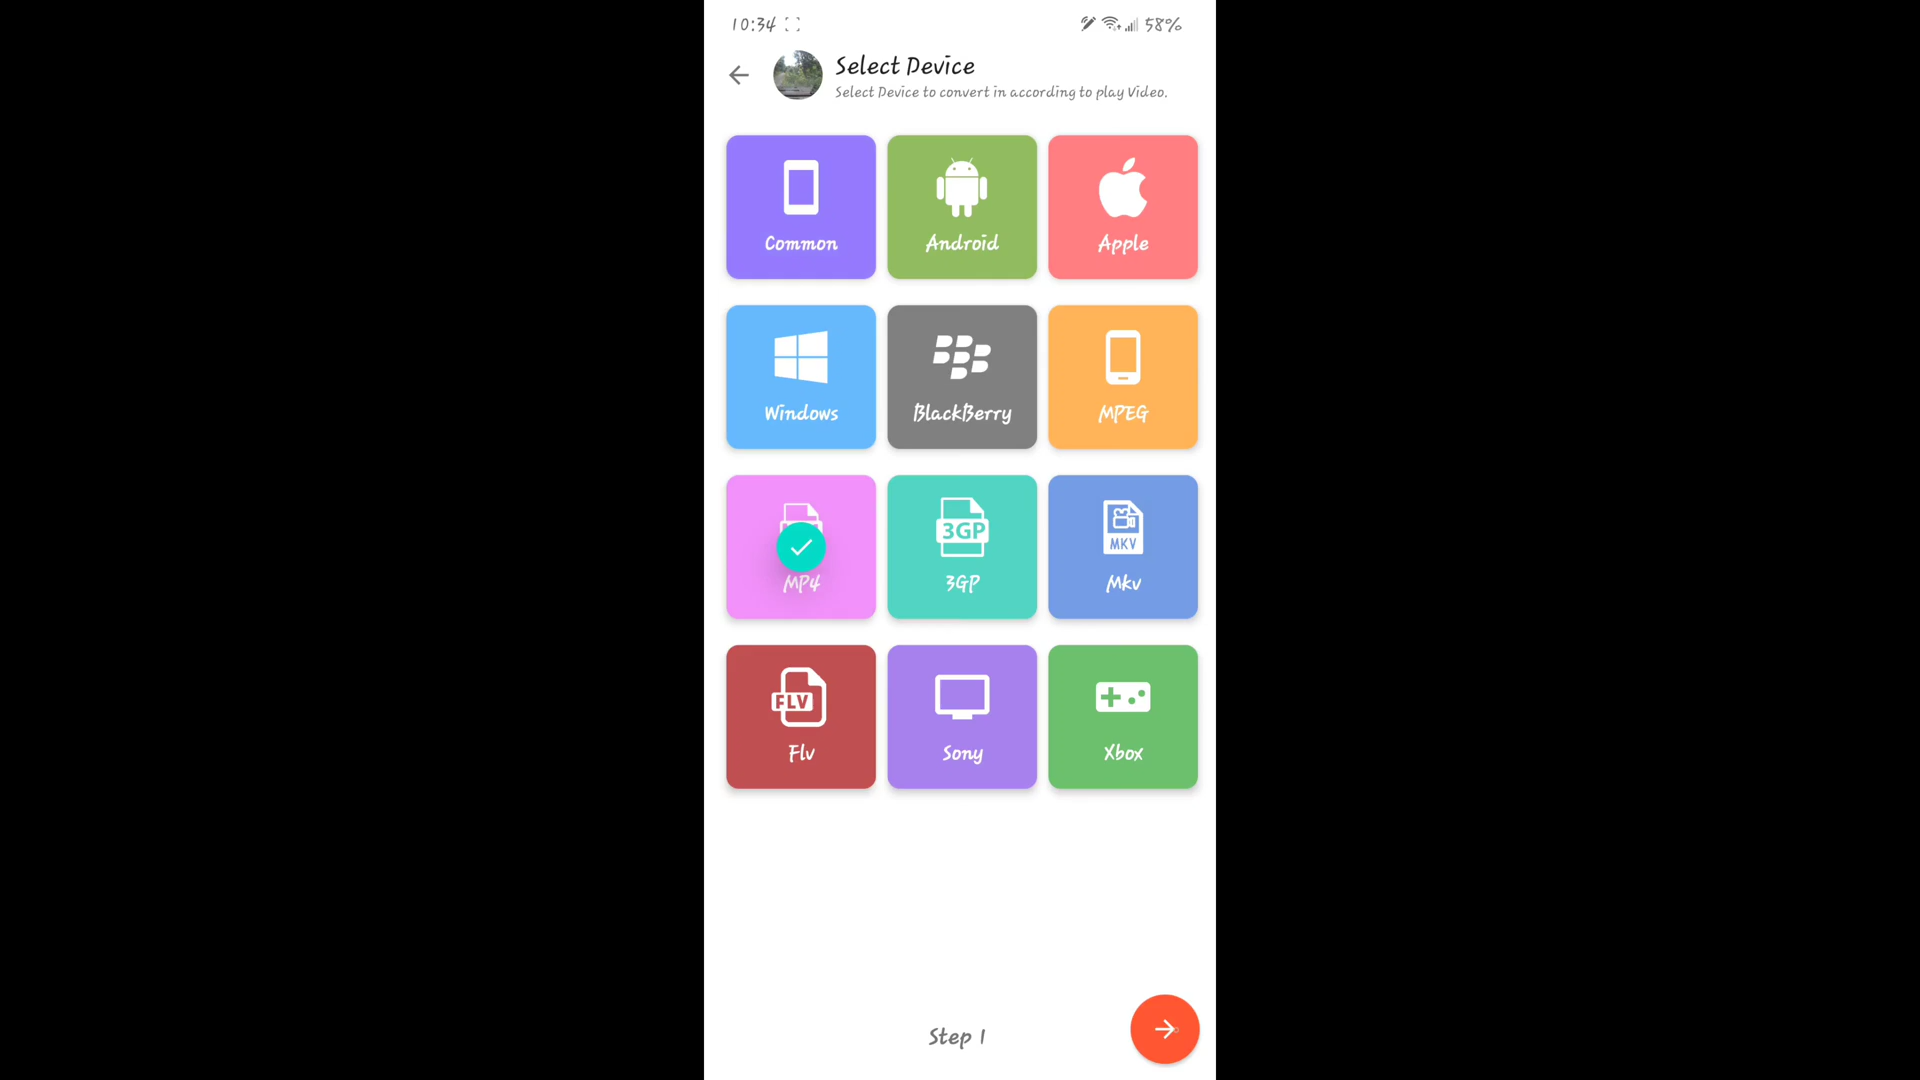 10:34 58%
Select Device
Select Device to convert in according to play Video.
Common Android Apple
Windows BlackBerry MPEG
3GP
MKV
MP4 3GP Mkv
FLV
Flv Sony Xbox
Step 1